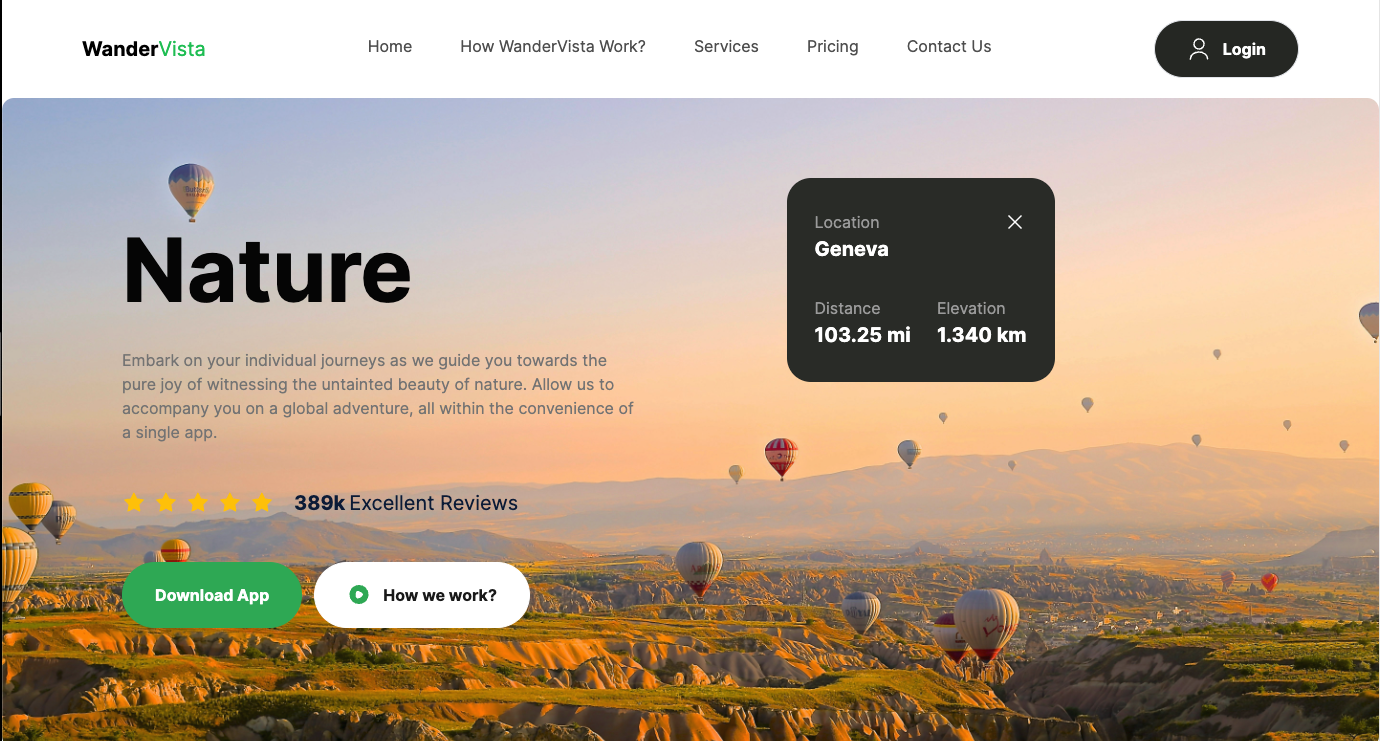 WanderVista
Home
How WanderVista Work?
Services
Pricing
Contact Us
Login
Nature
Embark on your individual journeys as we guide you towards the
pure joy of witnessing the untainted beauty of nature. Allow us to
accompany you on a global adventure, all within the convenience of
a single app.
389k Excellent Reviews
Download App
How we work?
Location
Geneva
Distance
103.25 mi
Elevation
1.340 km